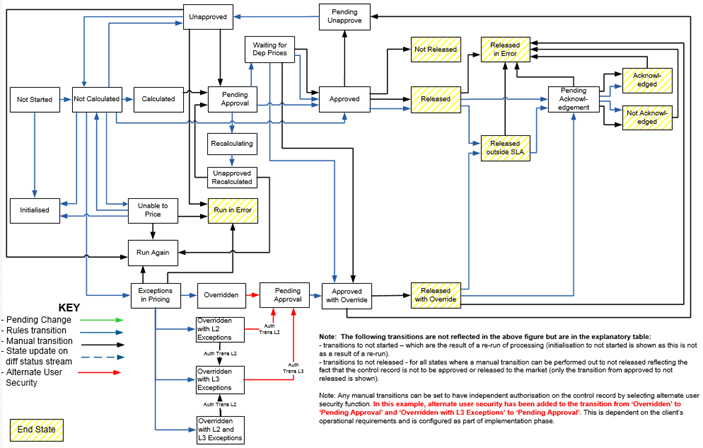 Unapproved
Pending
Unapprove
Waiting for
Dep Prices
Not Released
Released
in Error
Acknowl-
edged
Not Started
Not Calculated
Calculated
Pending
Approval
Approved
Released
Pending
Acknowl-
edgement
Not Acknowl-
edged
Recalculating
Released
outside SLA
Unapproved
Recalculated
Initialised
Unable to
Price
Run in Error
Run Again
Exceptions
in Pricing
Overridden
Pending
Approval
Approved
with Override
Released
with Override
KEY
- Pending Change
- Rules transition
- Manual transition
- State update on
diff status stream
- Alternate User
Security
End State
Overridden
with L2
Exceptions
Auth
Trans L2
Auth Trans L2
Overridden
with L3
Exceptions
Auth
Trans L3
Auth Trans L2
Overridden
with L2 and
L3 Exceptions
Note: The following transitions are not reflected in the above figure but are in the explanatory table:
- transitions to not started – which are the result of a re-run of processing (initialisation to not started is shown as this is not
as a result of a re-run).
- transitions to not released - for all states where a manual transition can be performed out to not released reflecting the
fact that the control record is not to be approved or released to the market (only the transition from approved to not
released is shown).
Note: Any manual transitions can be set to have independent authorisation on the control record by selecting alternate user
security function. In this example, alternate user security has been added to the transition from 'Overridden' to
'Pending Approval' and 'Overridden with L3 Exceptions' to 'Pending Approval'. This is dependent on the client's
operational requirements and is configured as part of implementation phase.